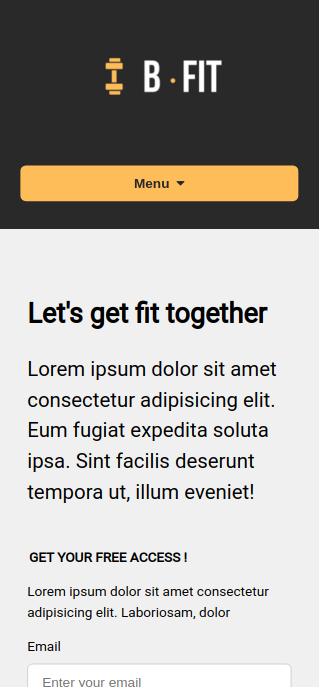 B · FIT
Menu
Let's get fit together
Lorem ipsum dolor sit amet
consectetur adipisicing elit.
Eum fugiat expedita soluta
ipsa. Sint facilis deserunt
tempora ut, illum eveniet!
GET YOUR FREE ACCESS !
Lorem ipsum dolor sit amet consectetur
adipisicing elit. Laboriosam, dolor
Email
Enter your email